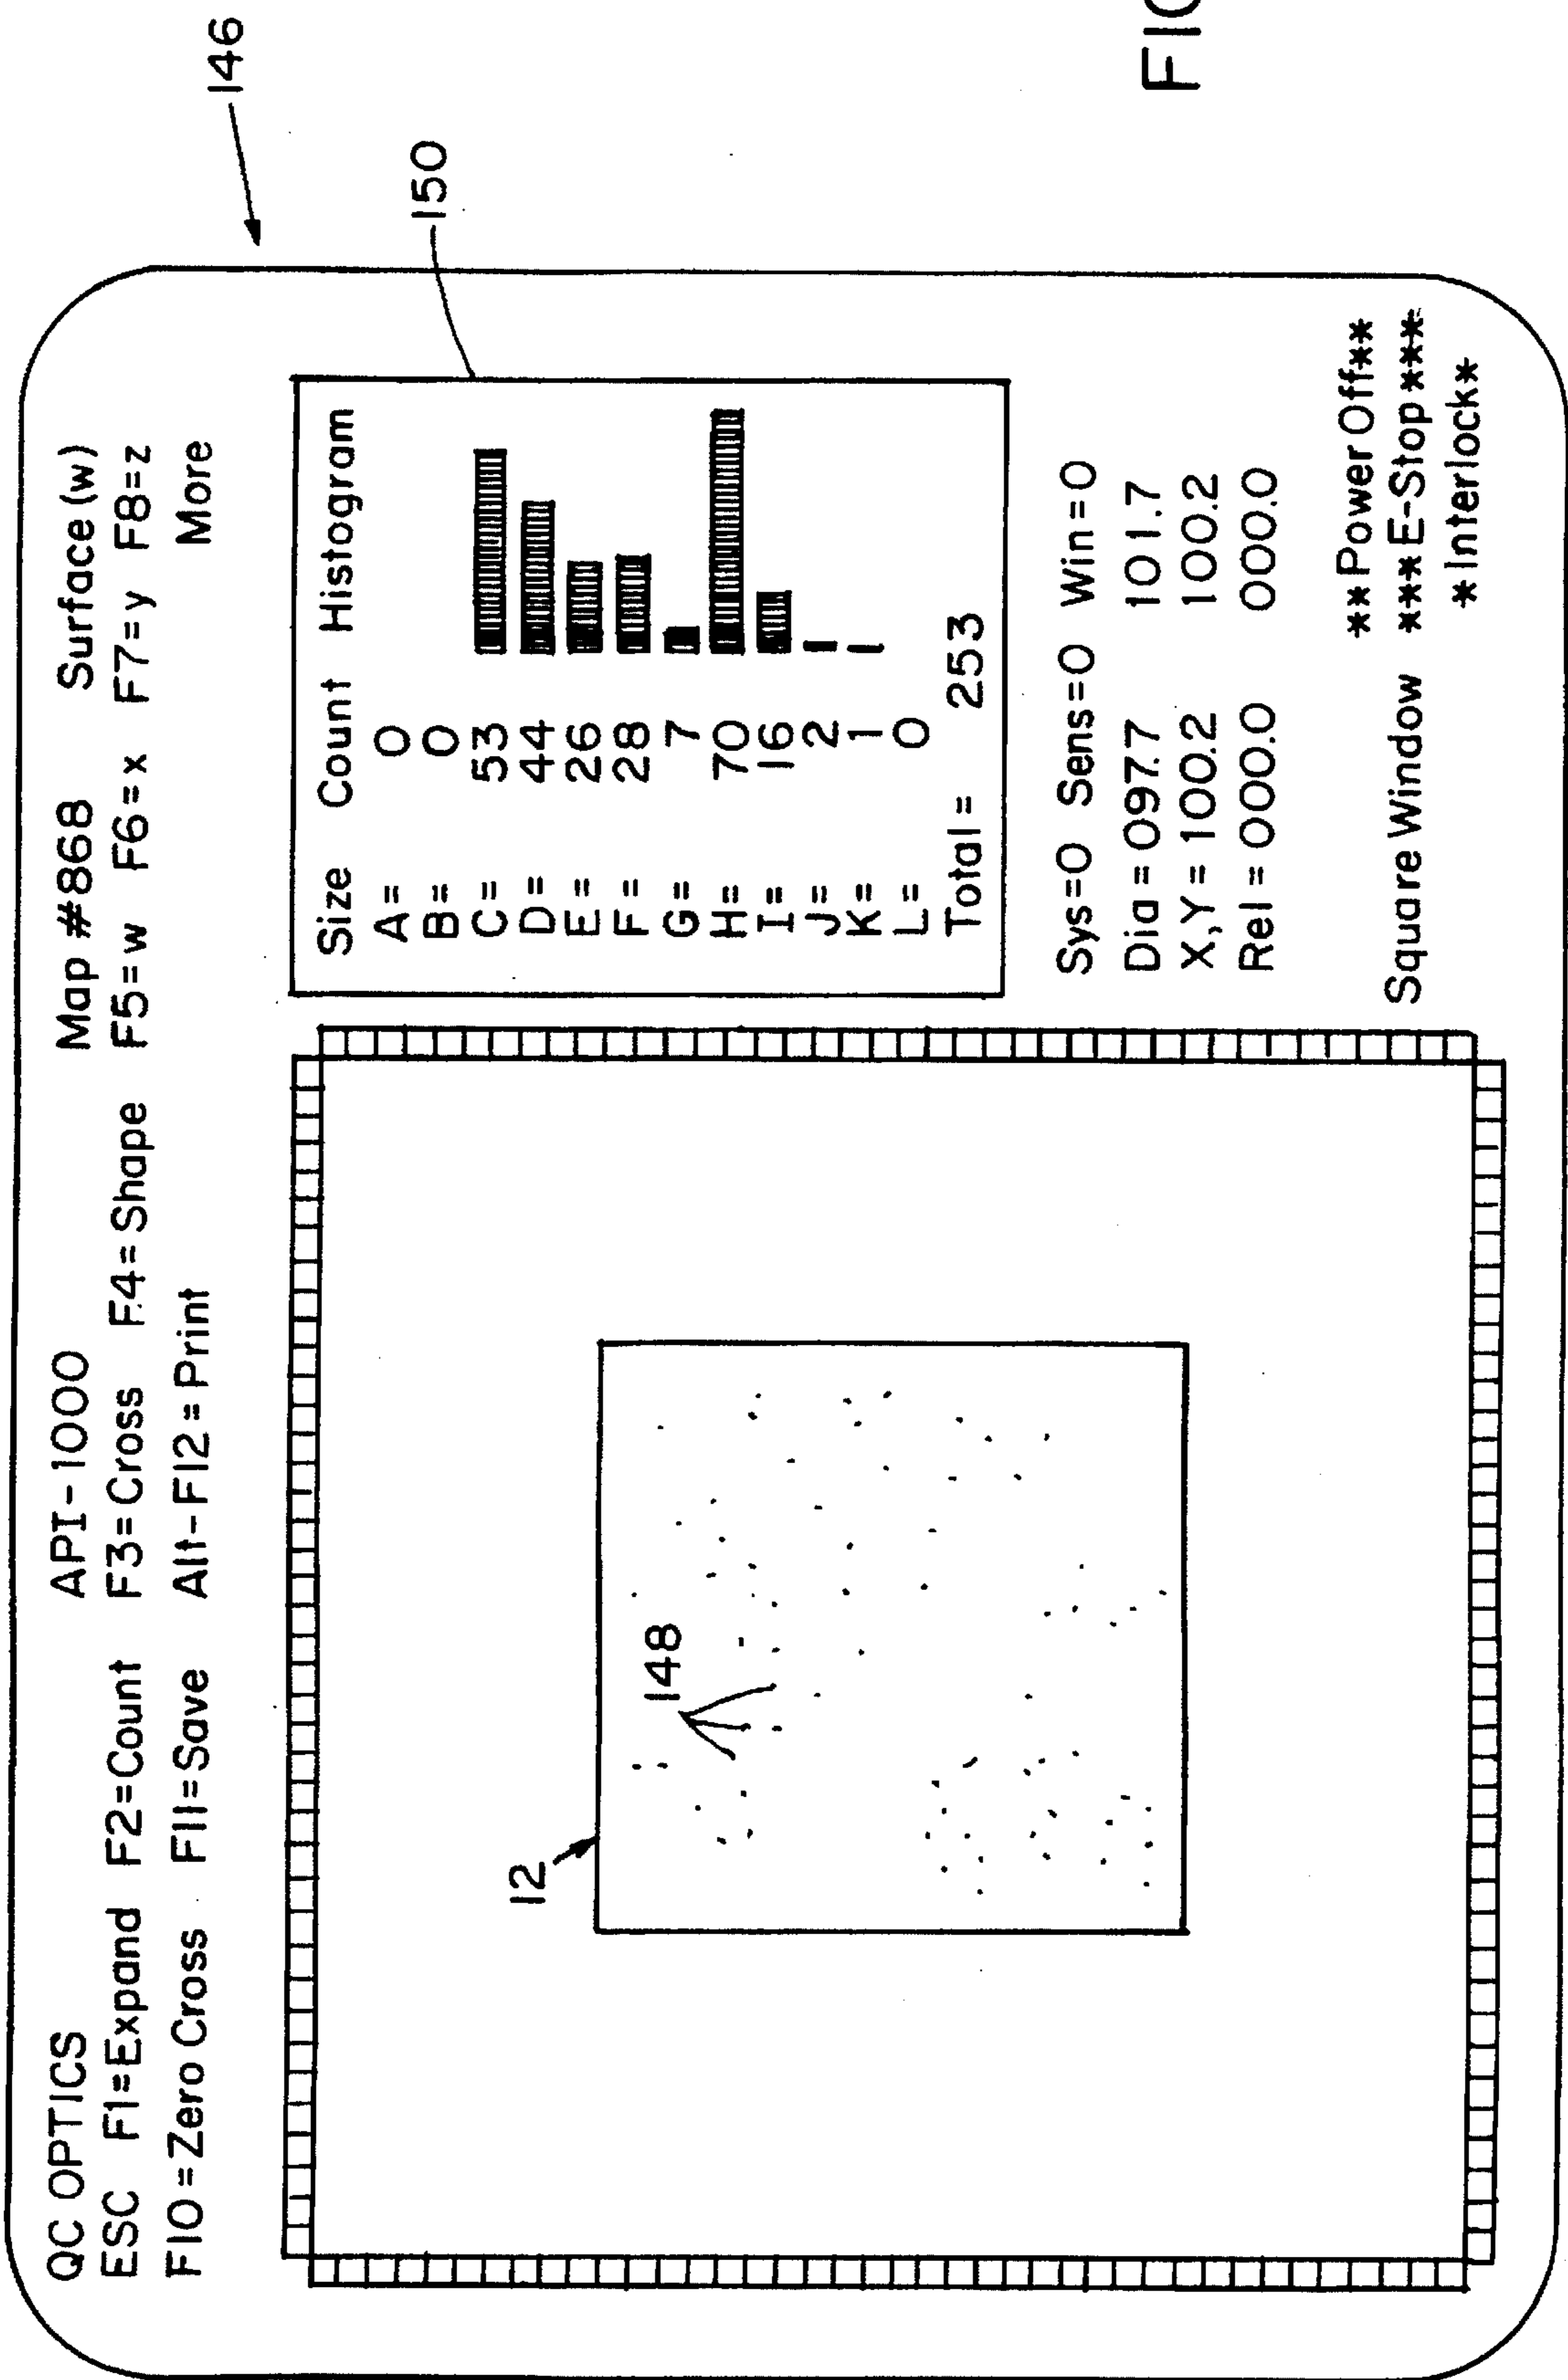 QC OPTICS API-1000 Map #868 Surface (w)
ESC F1=Expand F2=Count F3=Cross F4=Shape F5=w F6=x F7=y F8=z
F10=Zero Cross F11=Save Alt-F12=Print More
146
150
Size Count Histogram
A= 0
B= 0
C= 53
D= 44
E= 26
F= 28
G= 7
H= 70
I= 16
J= 2
K= 1
L= 0
Total= 253
12
148
Sys=0 Sens=0 Win=0
Dia=097.7 101.7
X,Y=100.2 100.2
Rel=000.0 000.0
**Power Off**
Square Window ***E-Stop***
*Interlock*